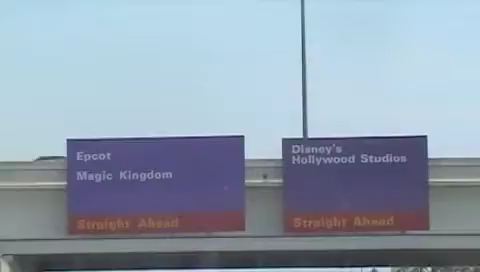 Epcot
Magic Kingdom
Straight Ahead
Disney's
Hollywood Studios
Straight Ahead